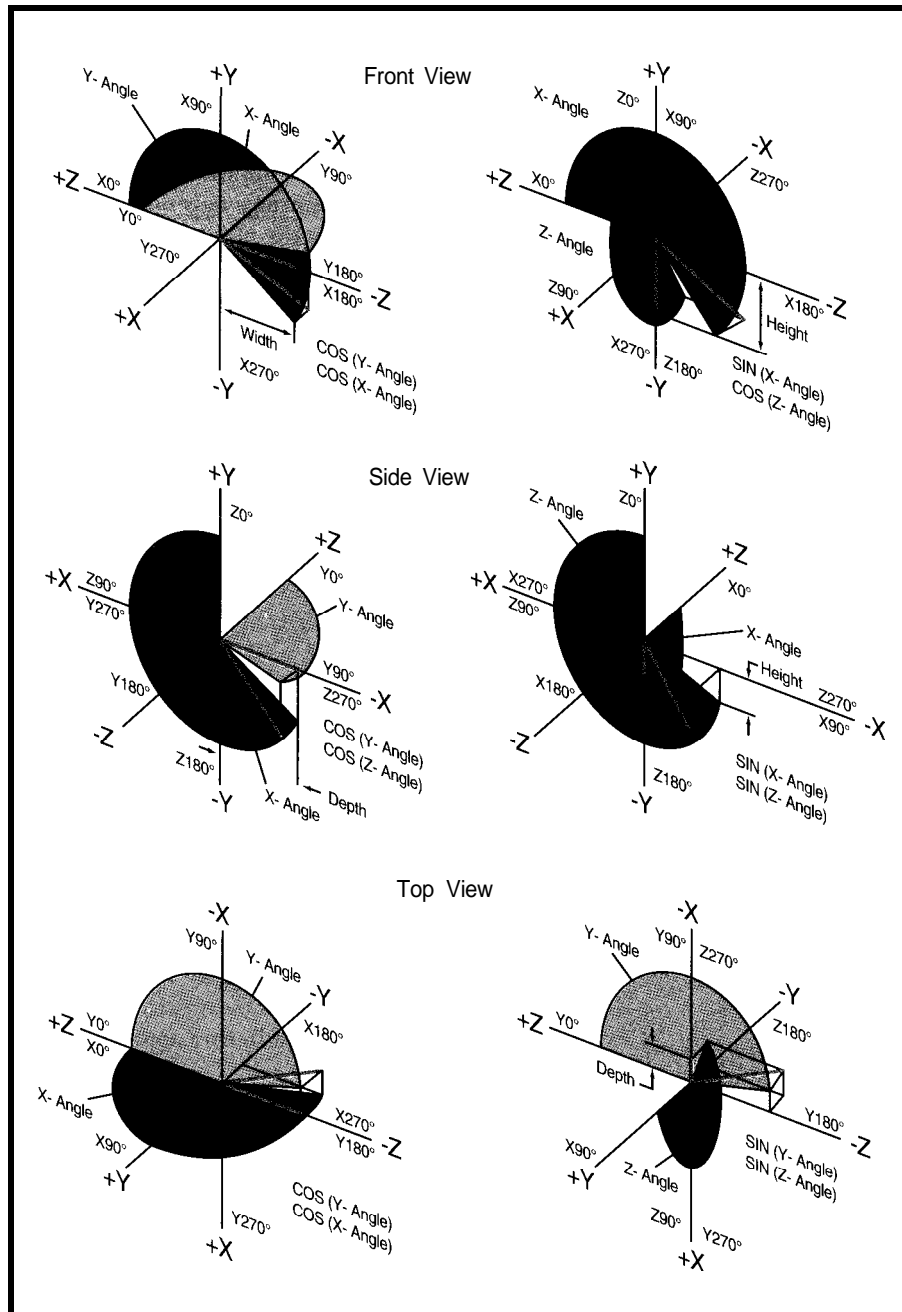 Front View
+Y
Y- Angle
X90°
X- Angle
-X
Y90°
+Z
X0°
Y0°
Y270°
Y180°
X180°
-Z
+X
Width
X270°
-Y
COS (Y- Angle)
COS (X- Angle)
+Y
X- Angle
Z0°
X90°
-X
Z270°
+Z
X0°
Z- Angle
Z90°
+X
X180°
-Z
Height
X270°
Z180°
-Y
SIN (X- Angle)
COS (Z- Angle)
Side View
+Y
Z0°
+Z
Y0°
+X
Z90°
Y270°
Y- Angle
Y180°
Y90°
Z270°
-X
-Z
Z180°
-Y
X- Angle
COS (Y- Angle)
COS (Z- Angle)
Depth
+Y
Z- Angle
Z0°
+Z
X0°
+X
X270°
Z90°
X- Angle
Height
X180°
Z270°
X90°
-X
-Z
Z180°
-Y
SIN (X- Angle)
SIN (Z- Angle)
Top View
-X
Y90°
Y- Angle
-Y
X180°
+Z
Y0°
X0°
X- Angle
X90°
+Y
X270°
Y180°
-Z
Y270°
+X
COS (Y- Angle)
COS (X- Angle)
-X
Y- Angle
Y90°
Z270°
-Y
Z180°
+Z
Y0°
Depth
Y180°
-Z
X90°
+Y
Z- Angle
Z90°
Y270°
+X
SIN (Y- Angle)
SIN (Z- Angle)